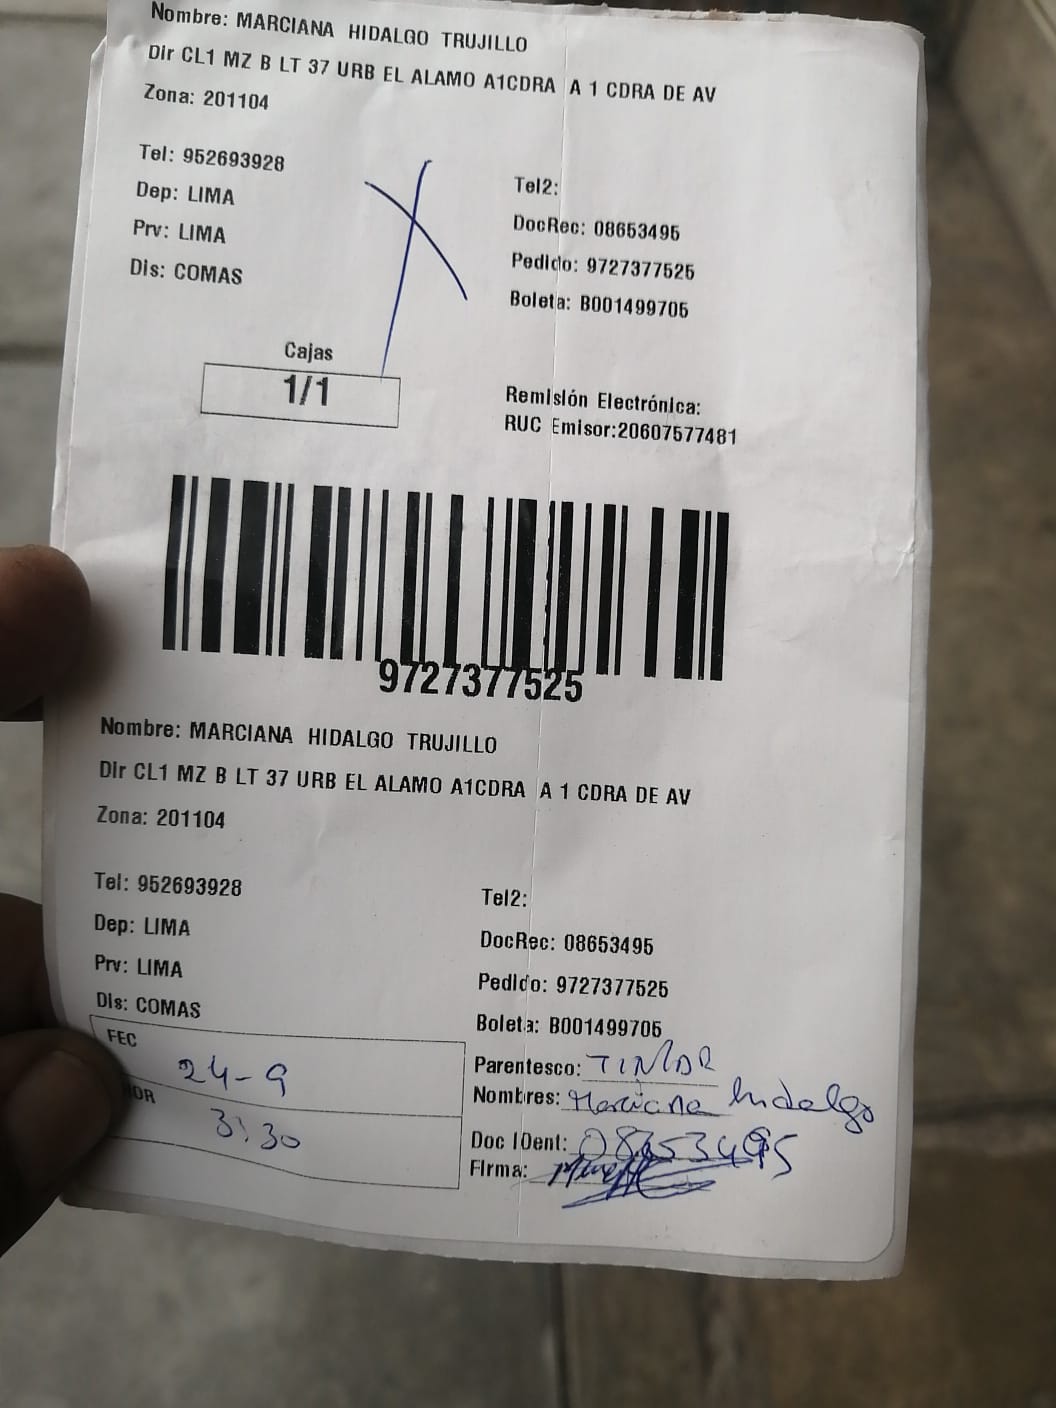 Nombre: MARCIANA HIDALGO TRUJILLO
Dir CL1 MZ B LT 37 URB EL ALAMO A1CDRA A 1 CDRA DE AV
Zona: 201104
Tel: 952693928
Tel2:
Dep: LIMA
DocRec: 08653495
Prv: LIMA
Pedido: 9727377525
Dis: COMAS
Boleta: B001499705
Cajas
1/1
Remisión Electrónica:
RUC Emisor:20607577481
9727377525
Nombre: MARCIANA HIDALGO TRUJILLO
Dir CL1 MZ B LT 37 URB EL ALAMO A1CDRA A 1 CDRA DE AV
Zona: 201104
Tel: 952693928
Tel2:
Dep: LIMA
DocRec: 08653495
Prv: LIMA
Pedido: 9727377525
Dis: COMAS
Boleta: B001499705
FEC
24-9
Parentesco:
Nombres: Marciana hidalgo
3:30
Doc IDent: 08653495
Firma: